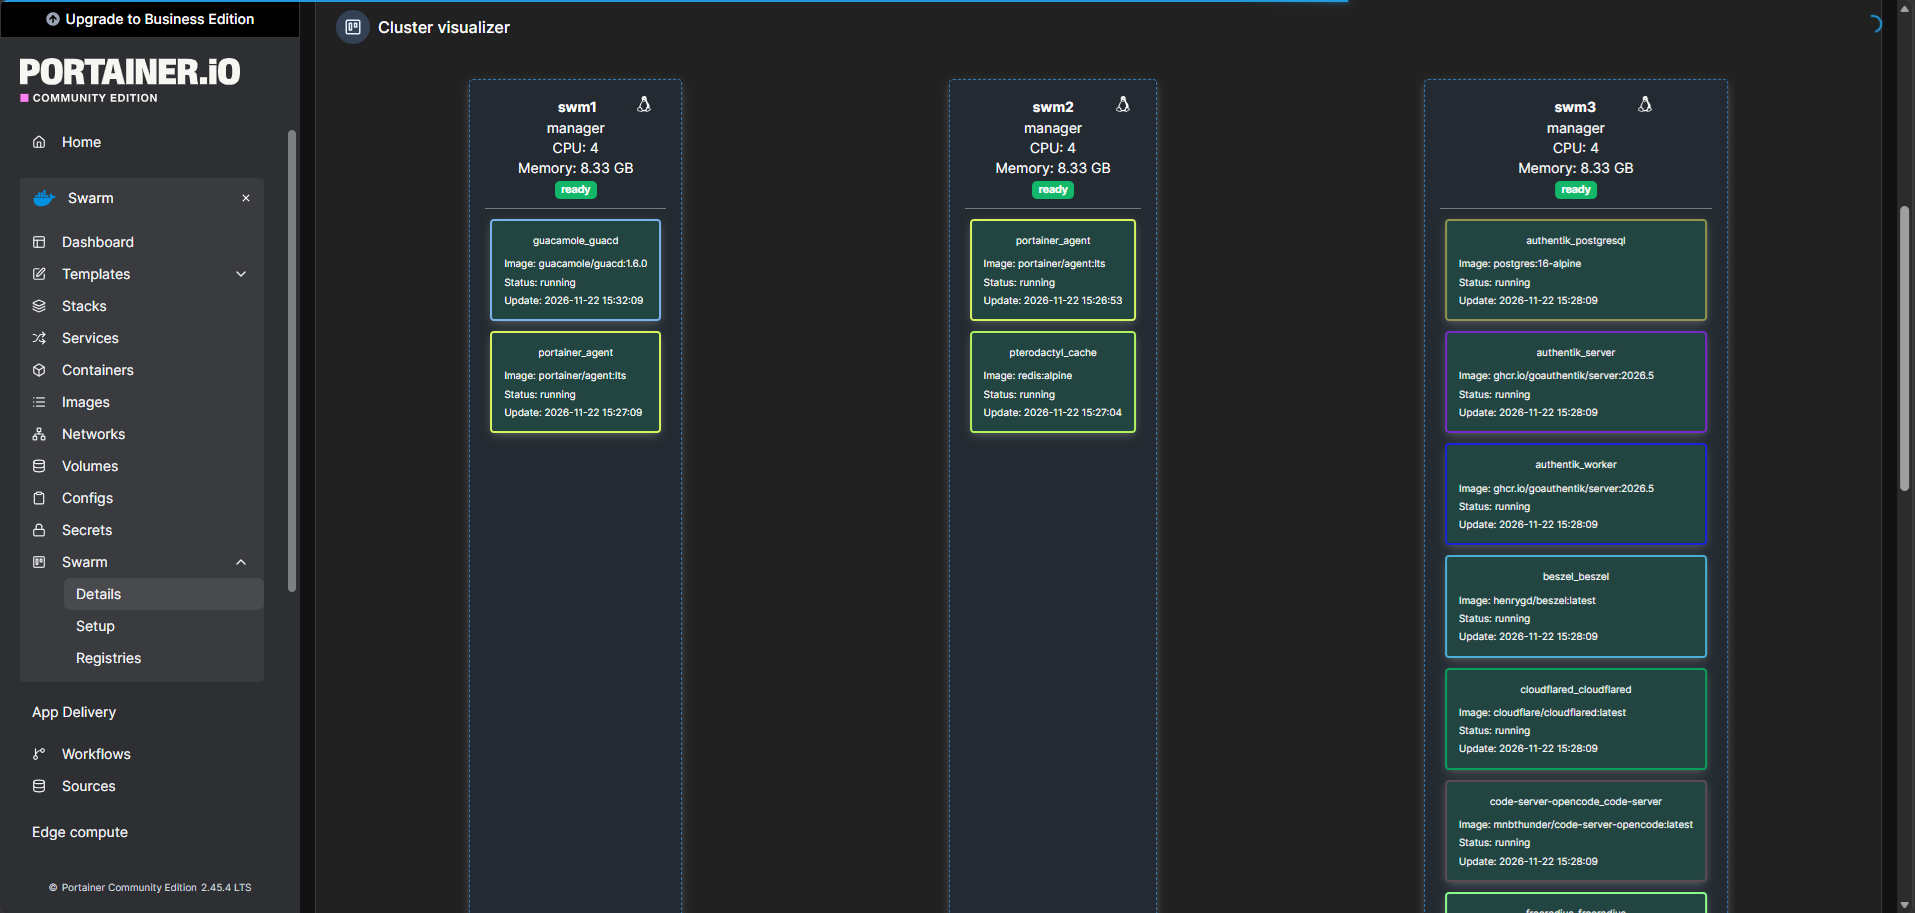 Upgrade to Business Edition
PORTAINER.iO
COMMUNITY EDITION
Home
Swarm
Dashboard
Templates
Stacks
Services
Containers
Images
Networks
Volumes
Configs
Secrets
Swarm
Details
Setup
Registries
App Delivery
Workflows
Sources
Edge compute
© Portainer Community Edition 2.45.4 LTS
Cluster visualizer
swm1
manager
CPU: 4
Memory: 8.33 GB
ready
guacamole_guacd
Image: guacamole/guacd:1.6.0
Status: running
Update: 2026-11-22 15:32:09
portainer_agent
Image: portainer/agent:lts
Status: running
Update: 2026-11-22 15:27:09
swm2
manager
CPU: 4
Memory: 8.33 GB
ready
portainer_agent
Image: portainer/agent:lts
Status: running
Update: 2026-11-22 15:26:53
pterodactyl_cache
Image: redis:alpine
Status: running
Update: 2026-11-22 15:27:04
swm3
manager
CPU: 4
Memory: 8.33 GB
ready
authentik_postgresql
Image: postgres:16-alpine
Status: running
Update: 2026-11-22 15:28:09
authentik_server
Image: ghcr.io/goauthentik/server:2026.5
Status: running
Update: 2026-11-22 15:28:09
authentik_worker
Image: ghcr.io/goauthentik/server:2026.5
Status: running
Update: 2026-11-22 15:28:09
beszel_beszel
Image: henrygd/beszel:latest
Status: running
Update: 2026-11-22 15:28:09
cloudflared_cloudflared
Image: cloudflare/cloudflared:latest
Status: running
Update: 2026-11-22 15:28:09
code-server-opencode_code-server
Image: mnbthunder/code-server-opencode:latest
Status: running
Update: 2026-11-22 15:28:09